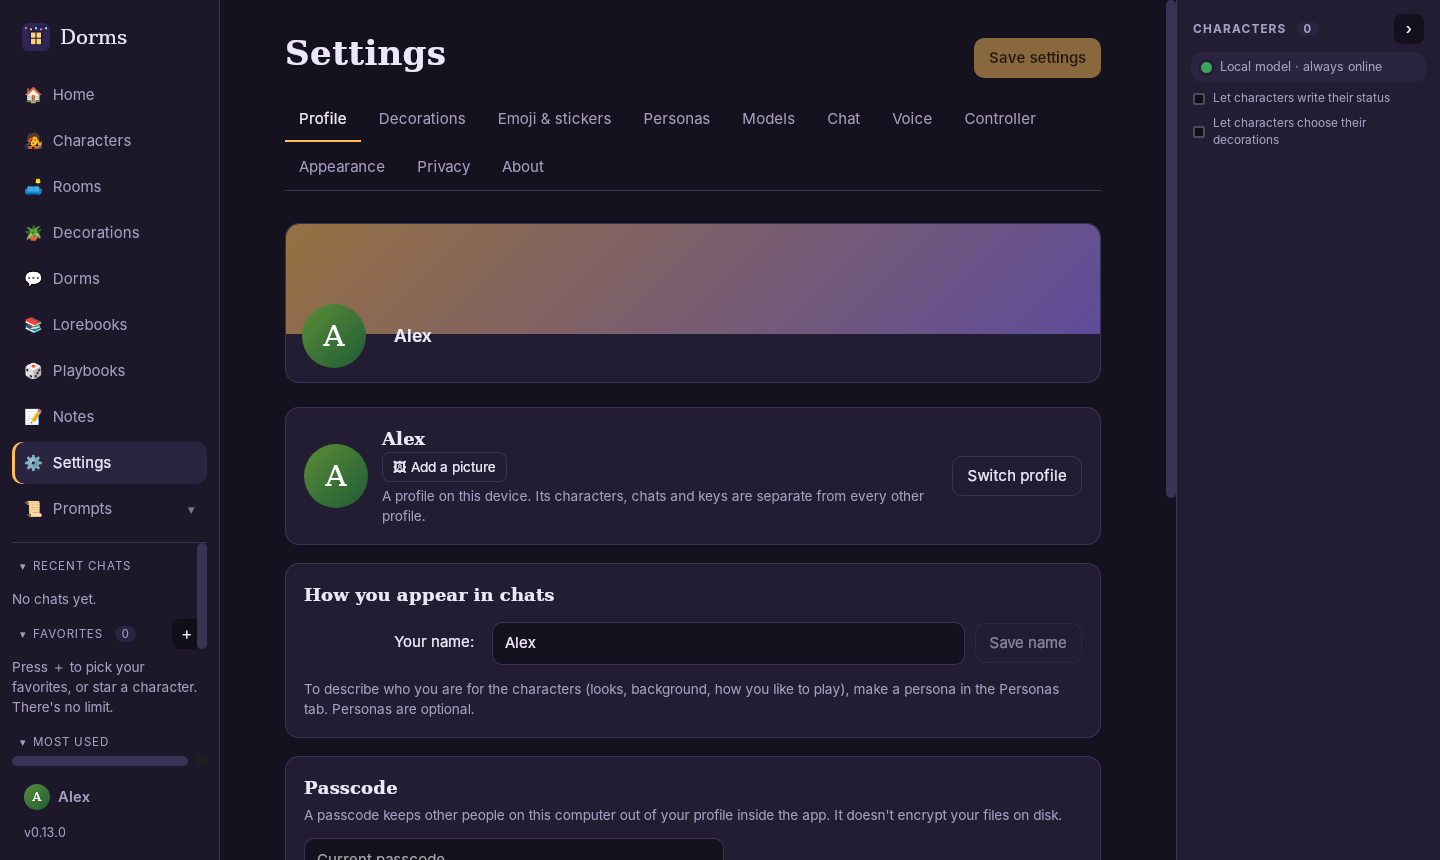 Dorms
Home
Characters
Rooms
Decorations
Dorms
Lorebooks
Playbooks
Notes
Settings
Prompts
RECENT CHATS
No chats yet.
FAVORITES 0
+
Press + to pick your
favorites, or star a character.
There's no limit.
MOST USED
A Alex
v0.13.0
Settings
Save settings
Profile Decorations Emoji & stickers Personas Models Chat Voice Controller
Appearance Privacy About
A Alex
A
Alex
Add a picture
A profile on this device. Its characters, chats and keys are separate from every other
profile.
Switch profile
How you appear in chats
Your name: Alex Save name
To describe who you are for the characters (looks, background, how you like to play), make a persona in the Personas
tab. Personas are optional.
Passcode
A passcode keeps other people on this computer out of your profile inside the app. It doesn't encrypt your files on disk.
Current passcode
CHARACTERS 0 ›
Local model · always online
Let characters write their status
Let characters choose their
decorations